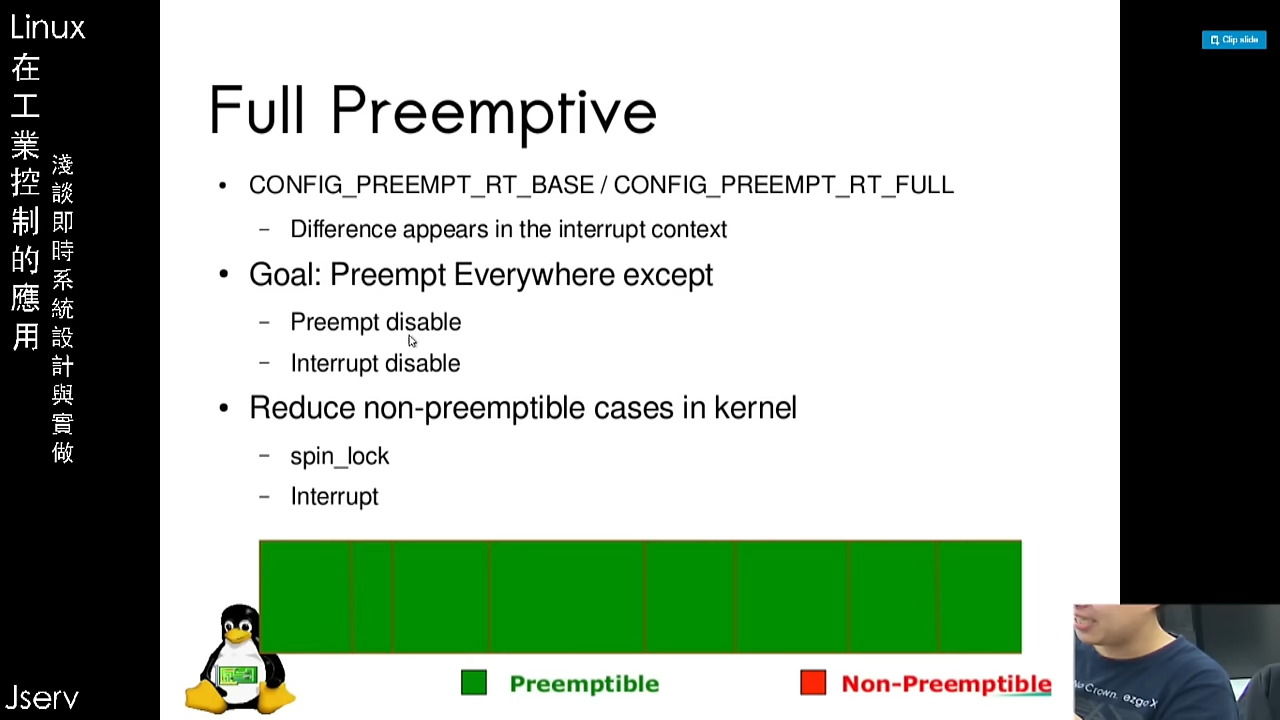 Linux
在工業控制的應用
淺談即時系統設計與實做
Jserv
Clip slide
Full Preemptive
• CONFIG_PREEMPT_RT_BASE / CONFIG_PREEMPT_RT_FULL
– Difference appears in the interrupt context
• Goal: Preempt Everywhere except
– Preempt disable
– Interrupt disable
• Reduce non-preemptible cases in kernel
– spin_lock
– Interrupt
Preemptible
Non-Preemptible